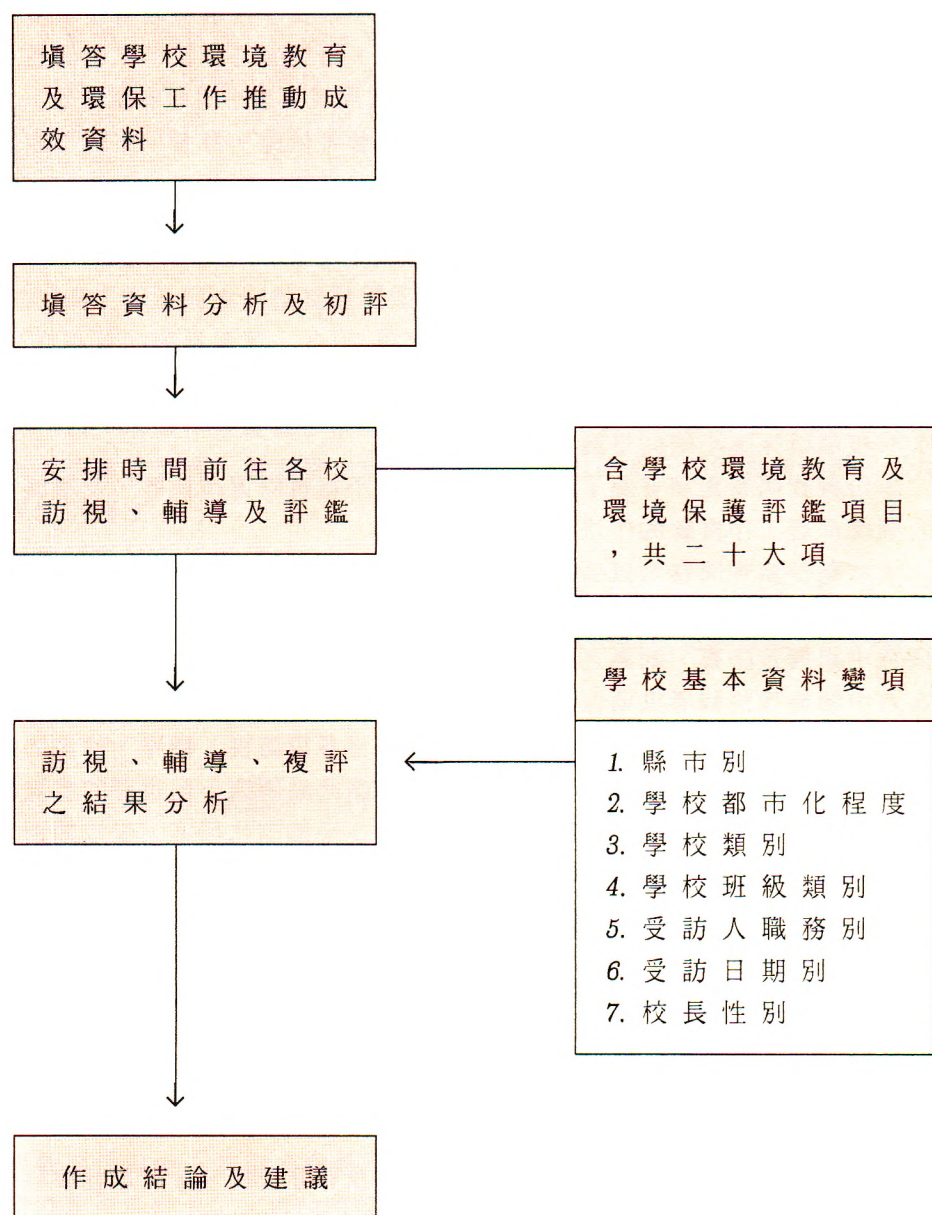 填答學校環境教育
及環保工作推動成
效資料
填答資料分析及初評
安排時間前往各校
訪視、輔導及評鑑
含學校環境教育及
環境保護評鑑項目
，共二十大項
學校基本資料變項
1. 縣市別
2. 學校都市化程度
3. 學校類別
4. 學校班級類別
5. 受訪人職務別
6. 受訪日期別
7. 校長性別
訪視、輔導、複評
之結果分析
作成結論及建議